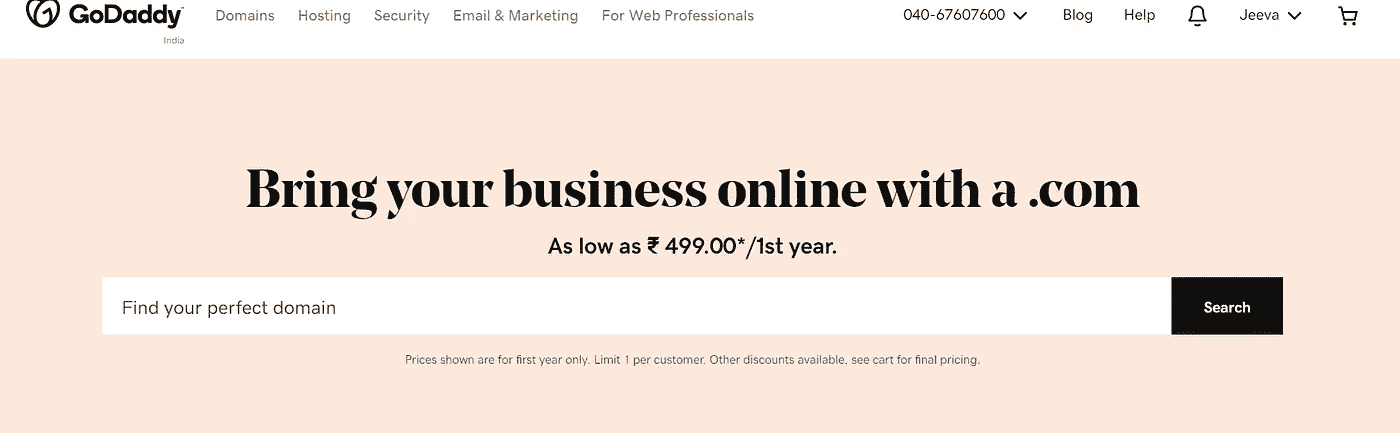 GoDaddy Domains Hosting Security Email & Marketing For Web Professionals 040-67607600 Blog Help Jeeva
India
Bring your business online with a .com
As low as ₹ 499.00*/1st year.
Find your perfect domain Search
Prices shown are for first year only. Limit 1 per customer. Other discounts available, see cart for final pricing.